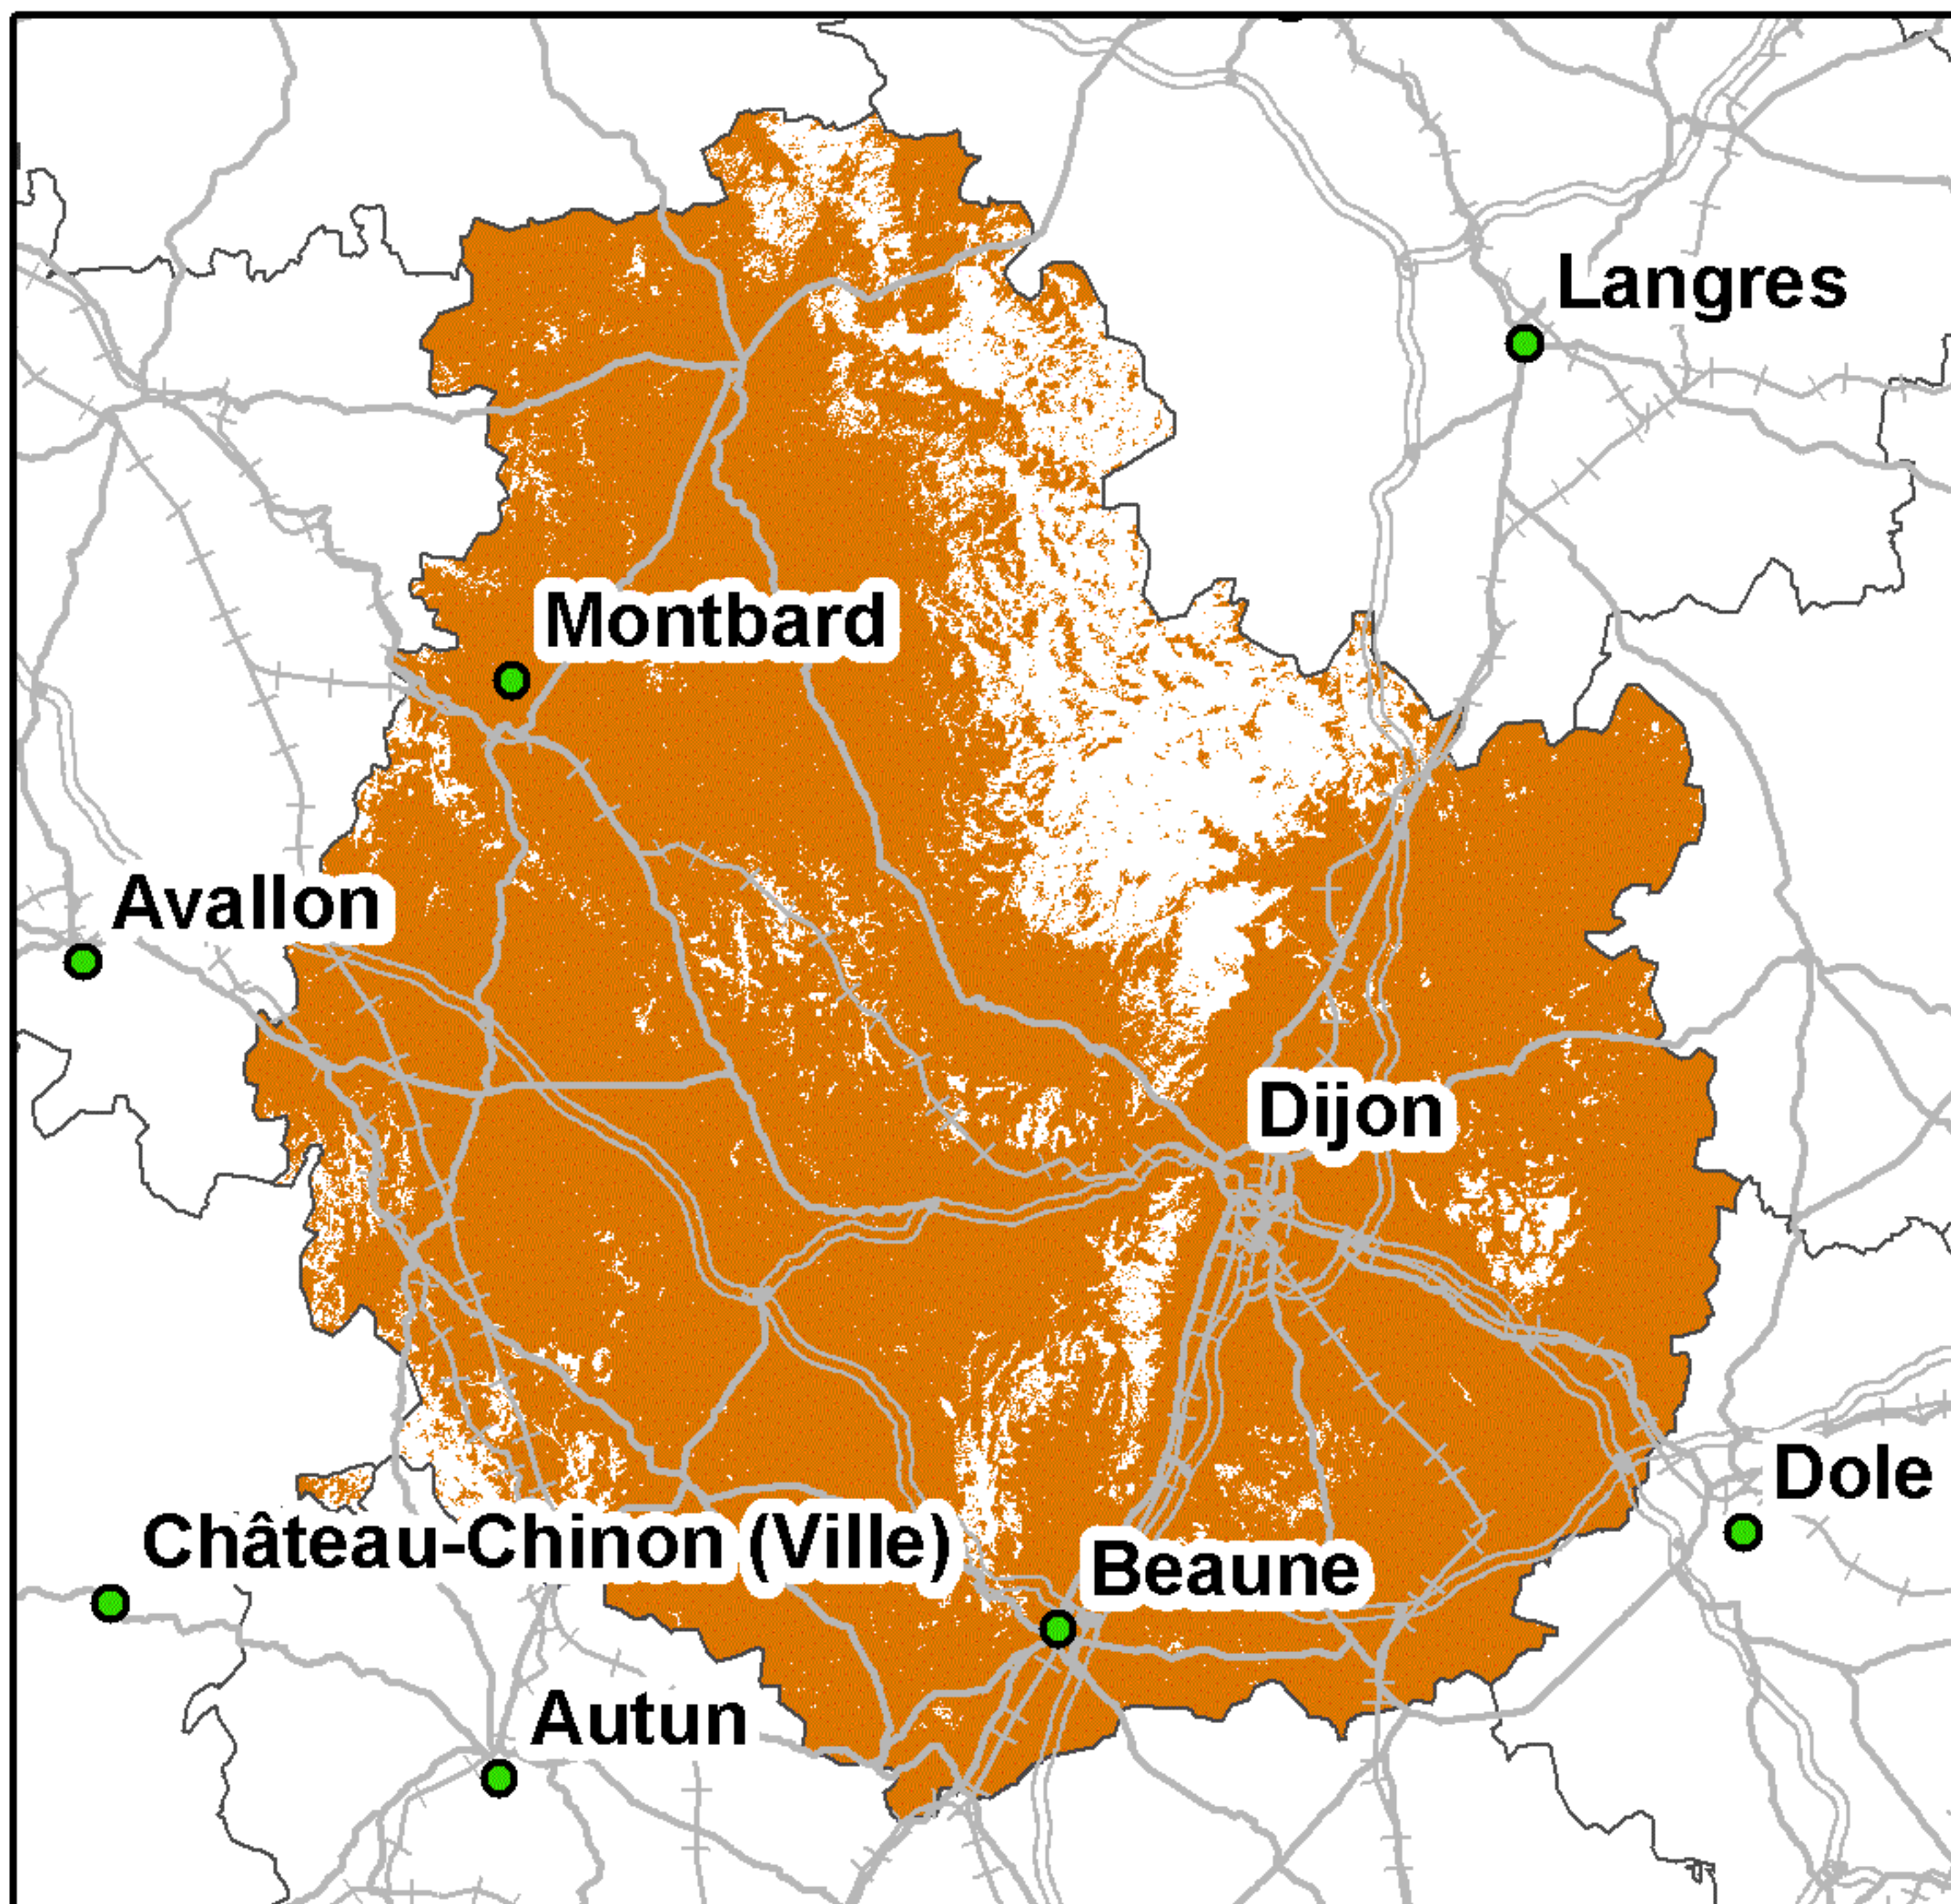 Langres
Montbard
Avallon
Dijon
Dole
Château-Chinon (Ville)
Beaune
Autun